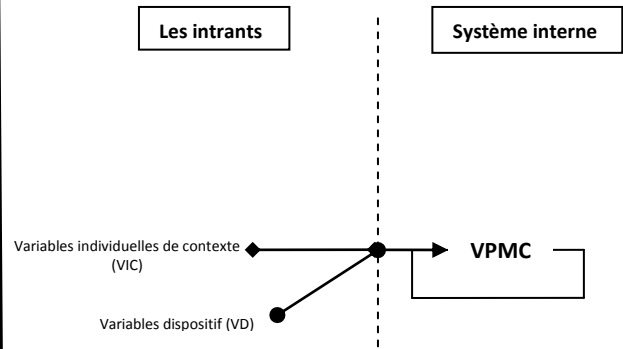 Les intrants
Système interne
Variables individuelles de contexte
(VIC)
VPMC
Variables dispositif (VD)